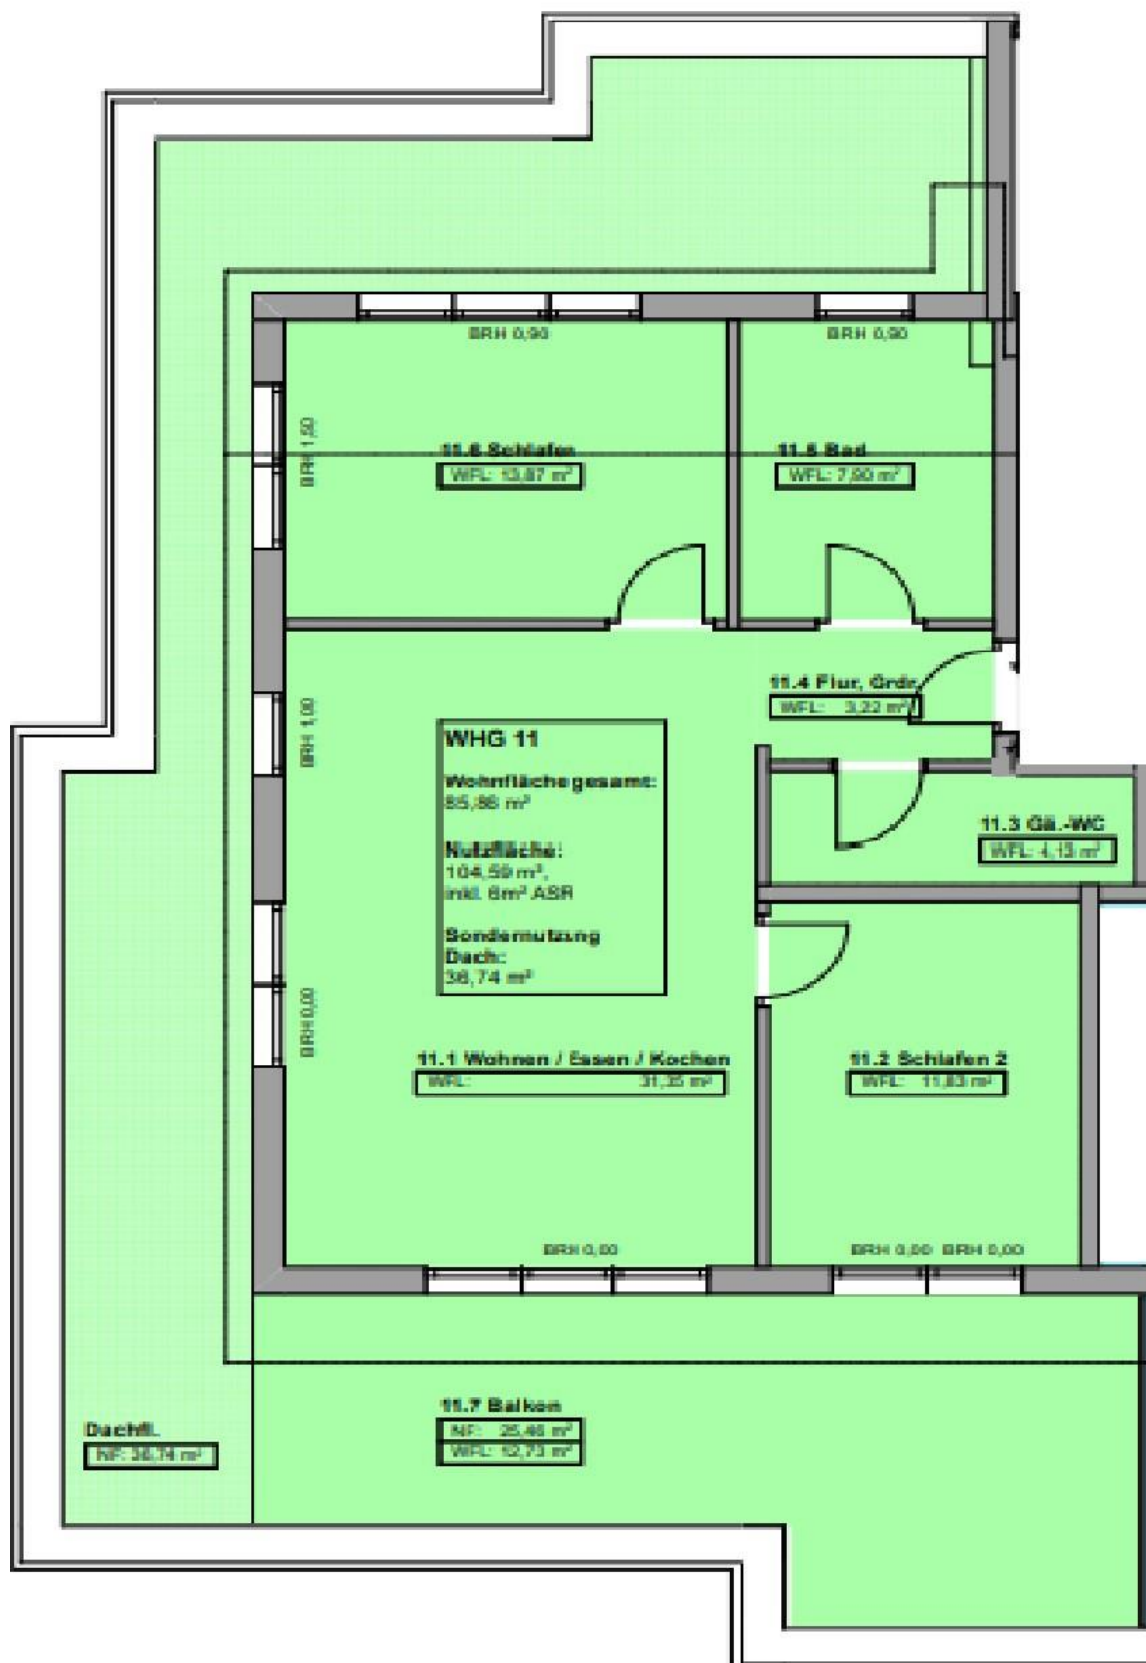 BRH 0,90
BRH 0,90
BRH 1,50
11.6 Schlafen
WFL: 13,87 m²
11.5 Bad
WFL: 7,90 m²
11.4 Flur, Grdr.
WFL: 3,22 m²
BRH 1,00
WHG 11
Wohnfläche gesamt:
85,86 m²
Nutzfläche:
104,59 m²,
inkl. 6m² ASR
Sondernutzung
Dach:
36,74 m²
11.3 Gä.-WC
WFL: 4,13 m²
BRH 0,00
11.1 Wohnen / Essen / Kochen
WFL: 31,35 m²
11.2 Schlafen 2
WFL: 11,83 m²
BRH 0,00
BRH 0,00 BRH 0,00
11.7 Balkon
NF: 25,46 m²
WFL: 12,73 m²
Dachfl.
NF: 36,74 m²